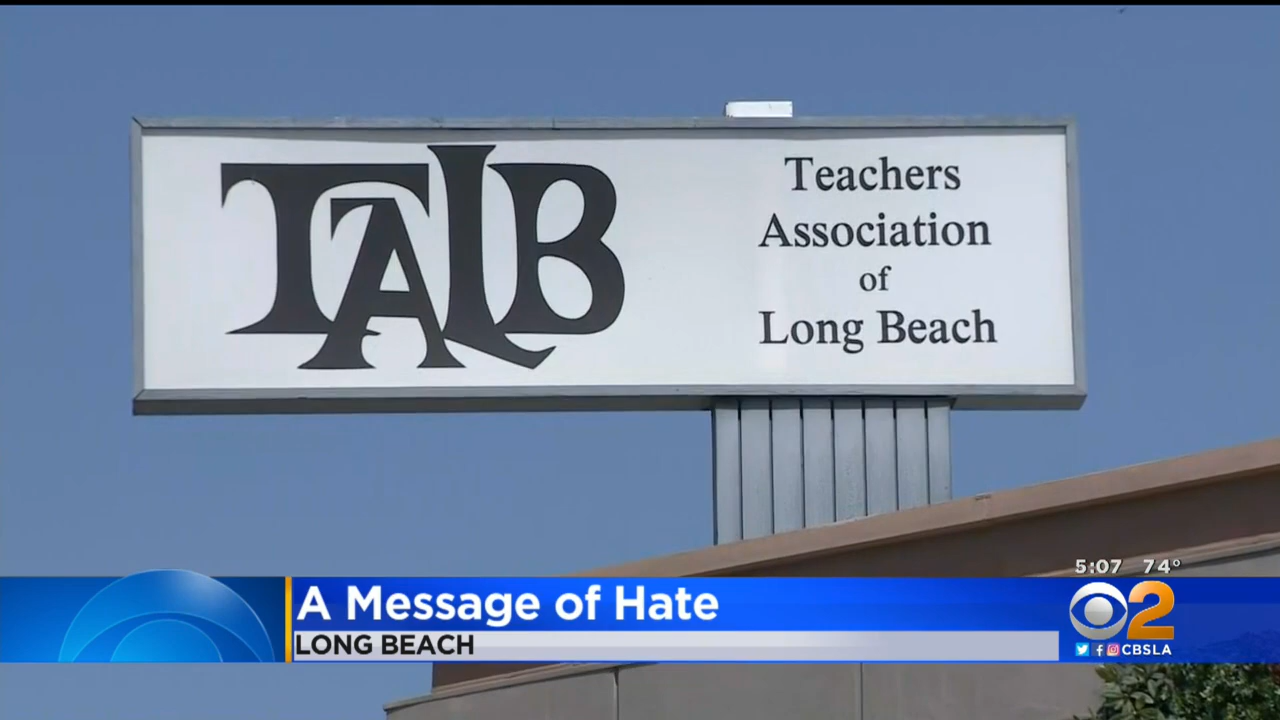 TALB
Teachers
Association
of
Long Beach
5:07 74°
A Message of Hate
2
LONG BEACH
CBSLA